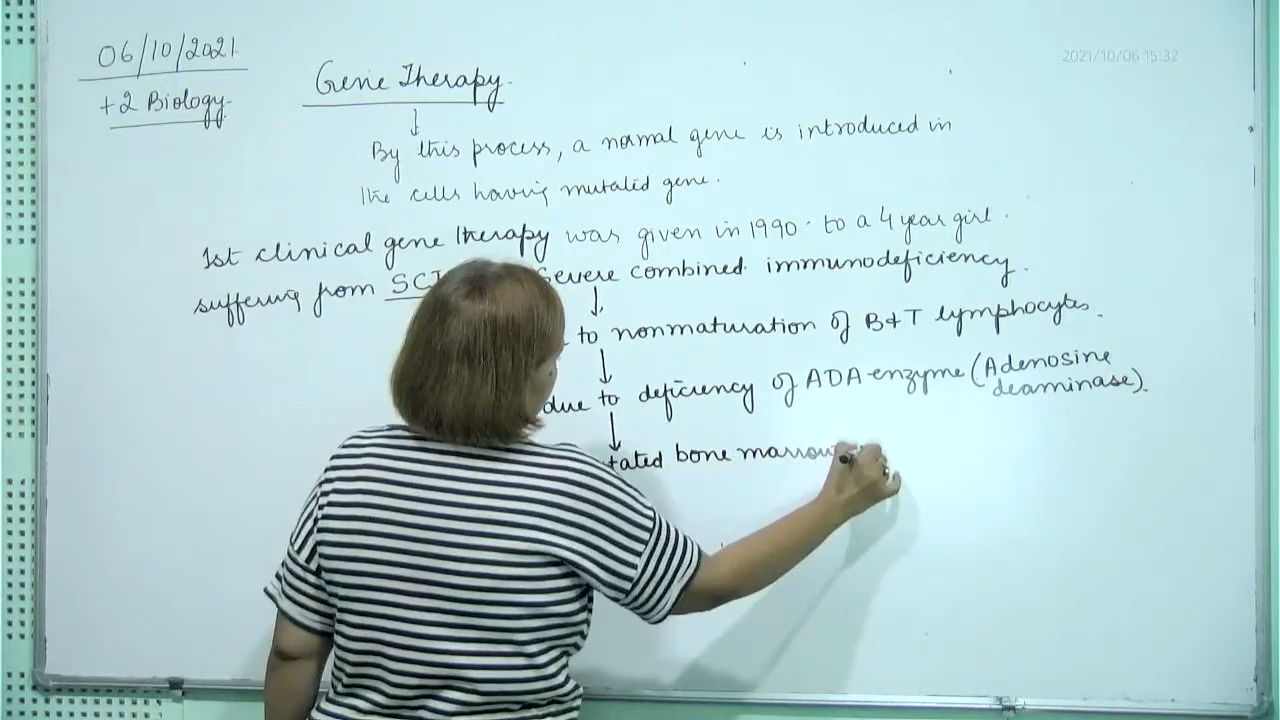 06/10/2021
2021/10/06 15:32
+2 Biology
Gene Therapy.
By this process, a normal gene is introduced in
the cells having mutated gene.
1st clinical gene therapy was given in 1990 to a 4 year girl.
suffering from Severe combined immunodeficiency.
to nonmaturation of B & T lymphocytes.
due to deficiency of ADA enzyme (Adenosine
deaminase).
bone marrow